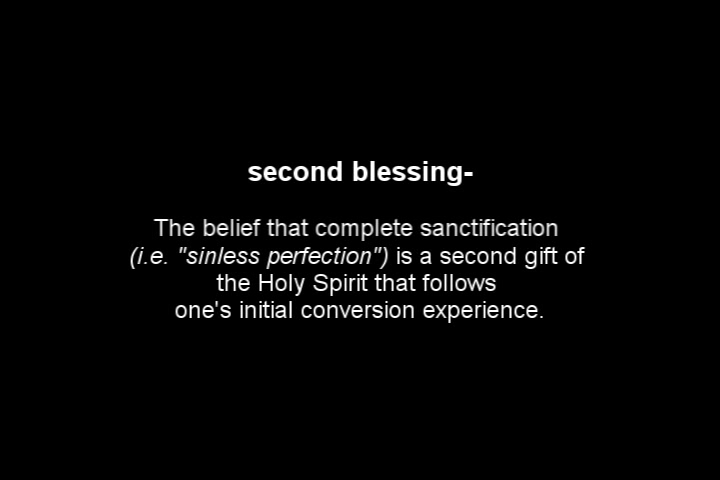 second blessing-
The belief that complete sanctification
(i.e. "sinless perfection") is a second gift of
the Holy Spirit that follows
one's initial conversion experience.